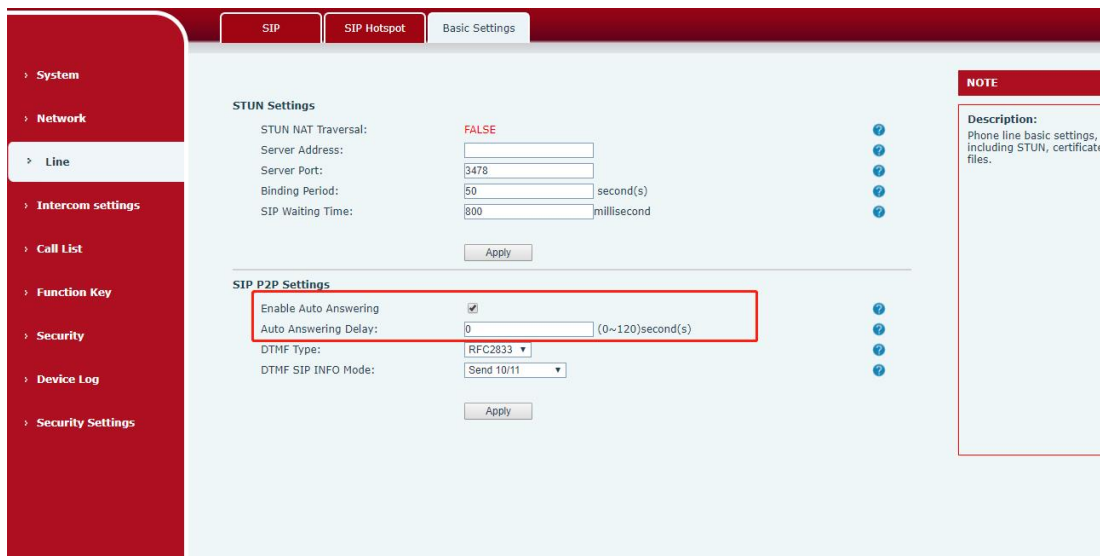 SIP SIP Hotspot Basic Settings
› System
› Network
› Line
› Intercom settings
› Call List
› Function Key
› Security
› Device Log
› Security Settings
STUN Settings
STUN NAT Traversal: FALSE
Server Address:
Server Port: 3478
Binding Period: 50 second(s)
SIP Waiting Time: 800 millisecond
Apply
SIP P2P Settings
Enable Auto Answering
Auto Answering Delay: 0 (0~120)second(s)
DTMF Type: RFC2833
DTMF SIP INFO Mode: Send 10/11
Apply
NOTE
Description:
Phone line basic settings,
including STUN, certificate
files.